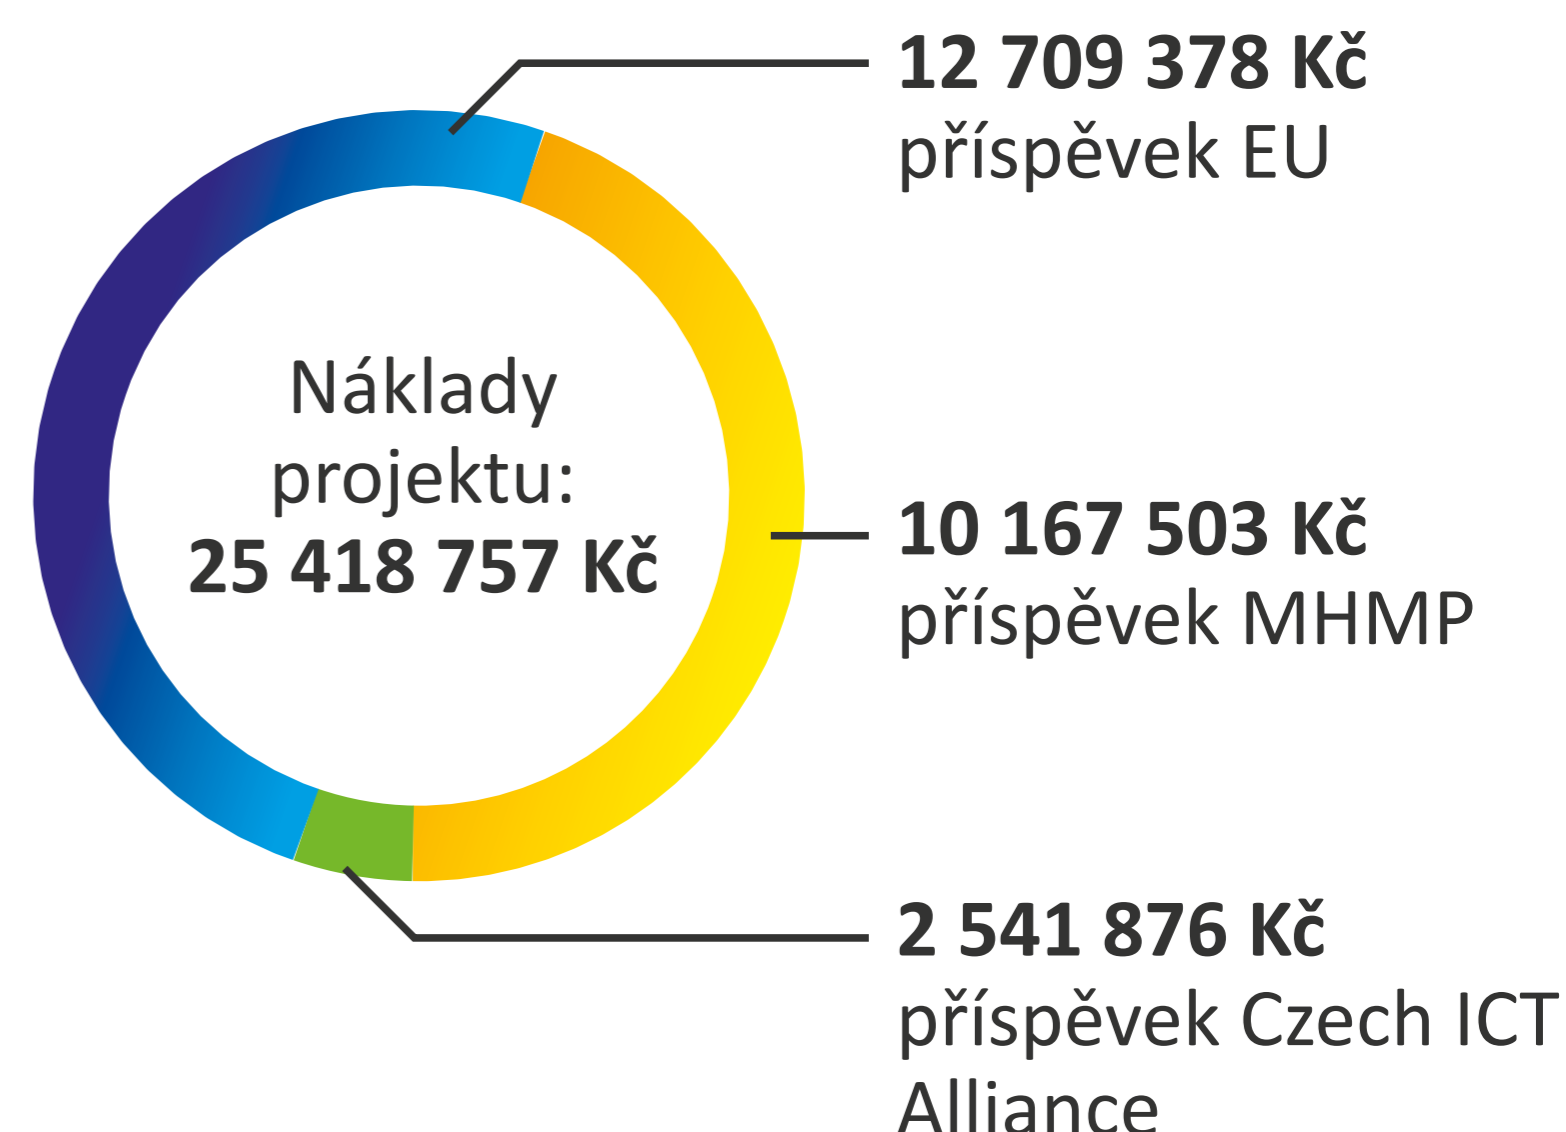 12 709 378 Kč
příspěvek EU
Náklady
projektu:
25 418 757 Kč
10 167 503 Kč
příspěvek MHMP
2 541 876 Kč
příspěvek Czech ICT
Alliance